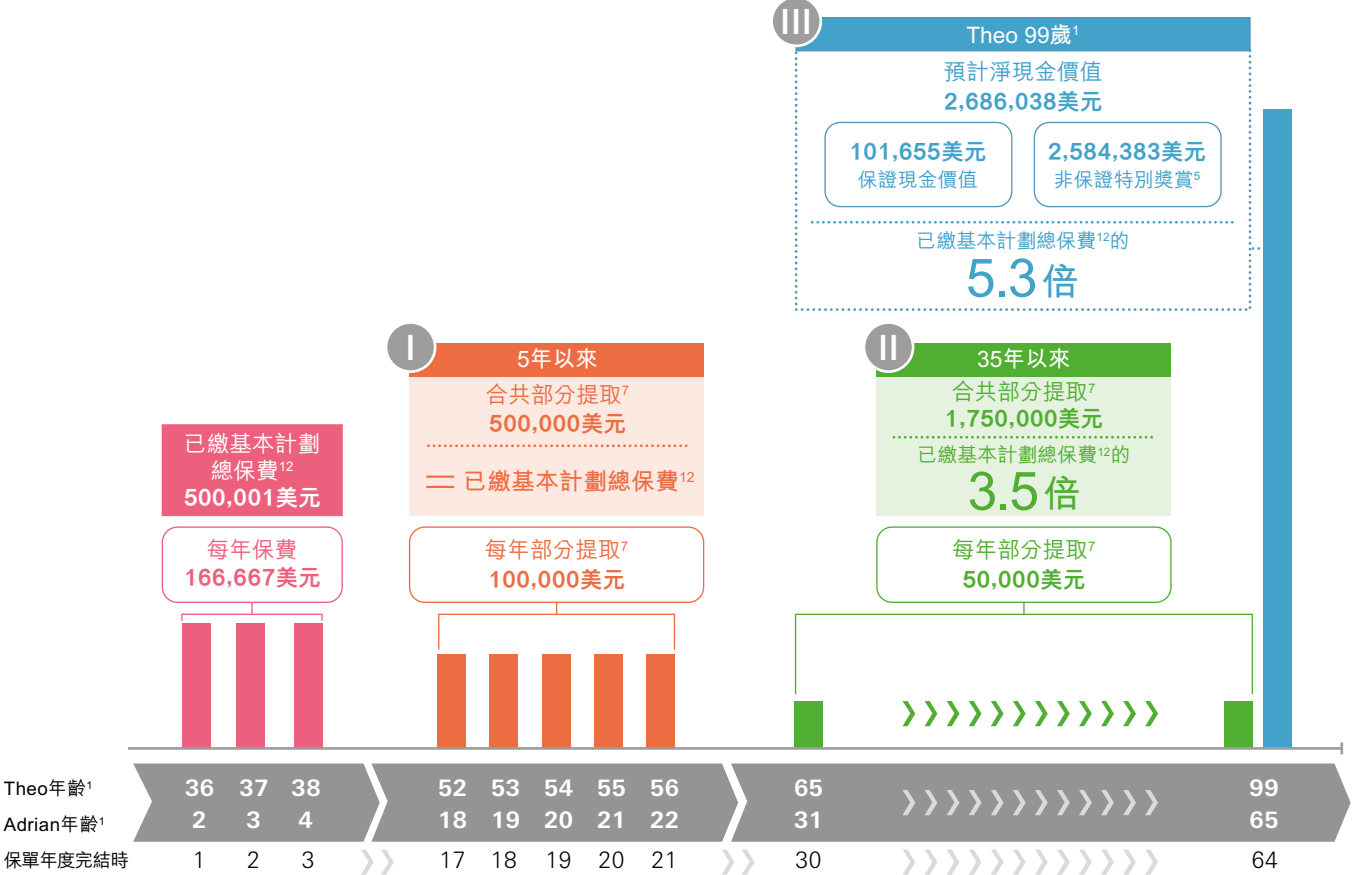 III
Theo 99歲¹
預計淨現金價值
2,686,038美元
101,655美元
保證現金價值
2,584,383美元
非保證特別獎賞⁵
已繳基本計劃總保費¹²的
5.3倍
I
5年以來
合共部分提取⁷
500,000美元
= 已繳基本計劃總保費¹²
II
35年以來
合共部分提取⁷
1,750,000美元
已繳基本計劃總保費¹²的
3.5倍
已繳基本計劃
總保費¹²
500,001美元
每年保費
166,667美元
每年部分提取⁷
100,000美元
每年部分提取⁷
50,000美元
Theo年齡¹ 36 37 38 52 53 54 55 56 65 99
Adrian年齡¹ 2 3 4 18 19 20 21 22 31 65
保單年度完結時 1 2 3 17 18 19 20 21 30 64